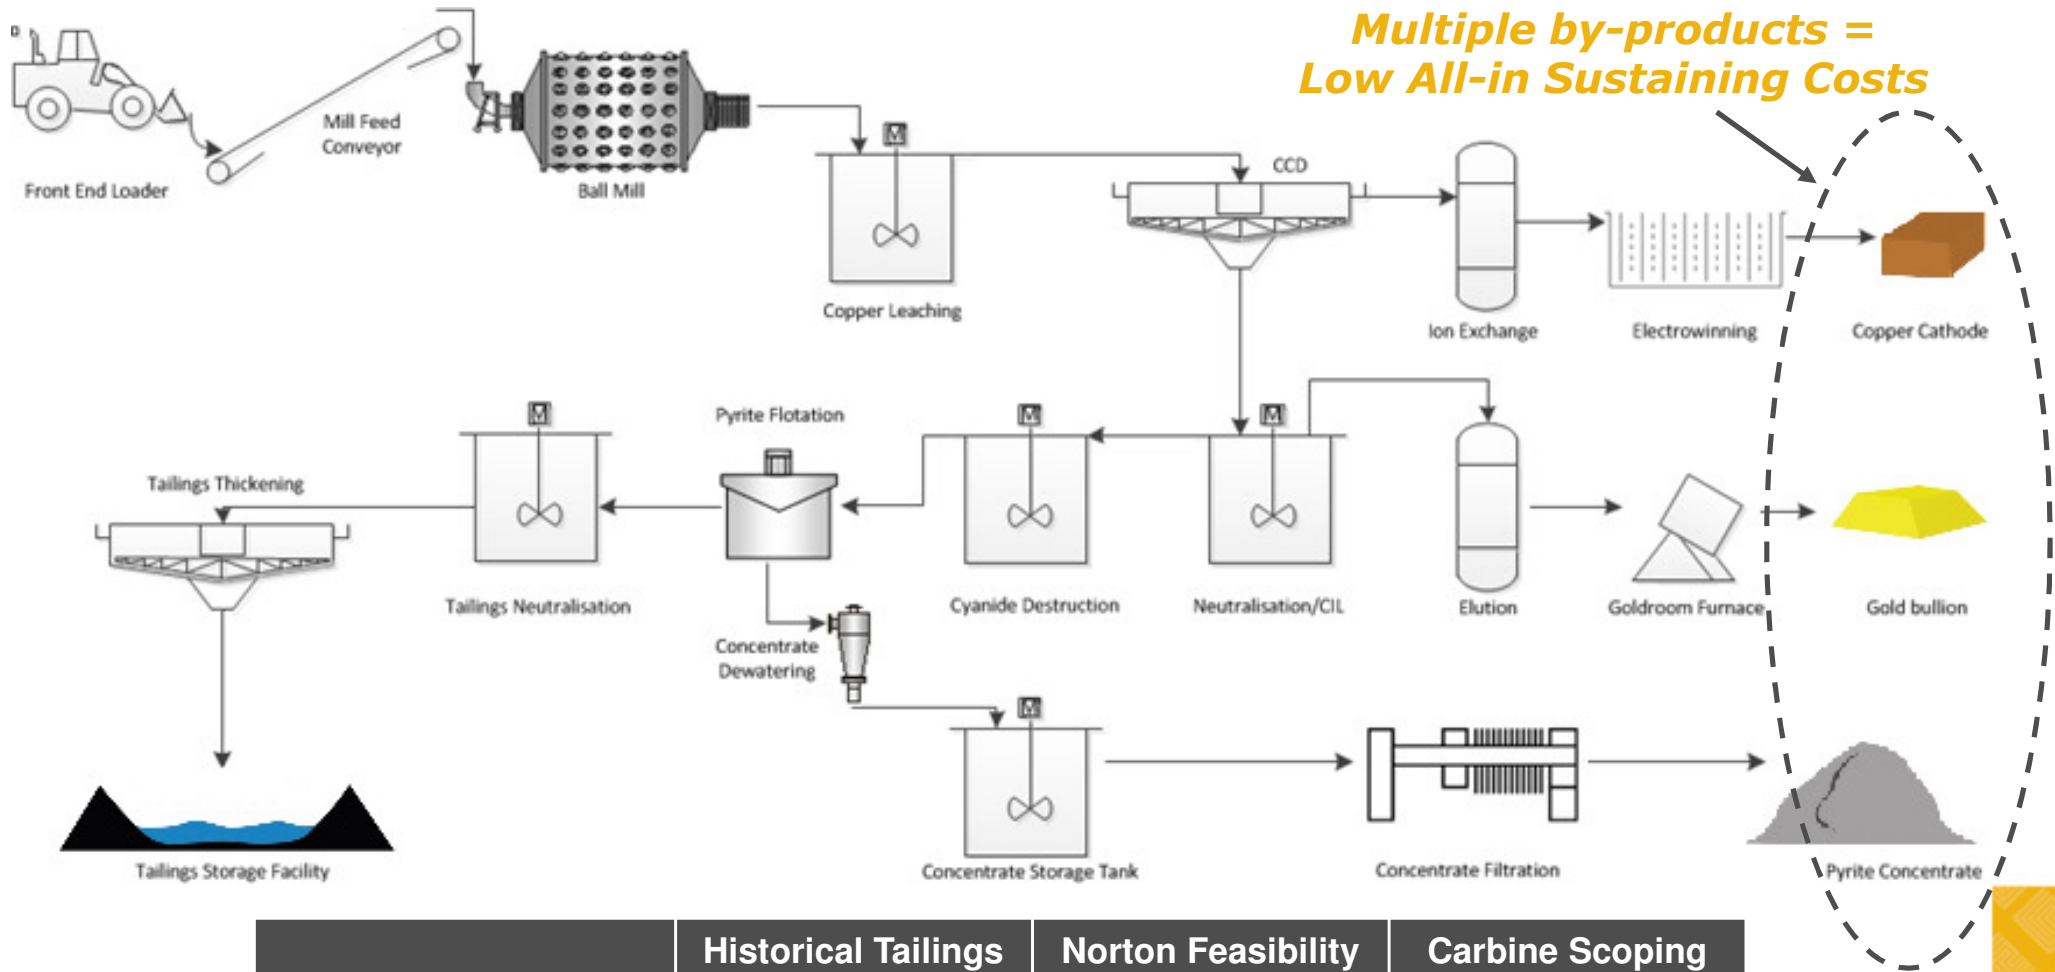 Multiple by-products =
Low All-in Sustaining Costs
Mill Feed
Conveyor
Front End Loader
Ball Mill
M
CCD
Copper Leaching
Ion Exchange
Electrowinning
Copper Cathode
Pyrite Flotation
M
M
M
Tailings Thickening
Tailings Neutralisation
Cyanide Destruction
Neutralisation/CIL
Elution
Goldroom Furnace
Gold bullion
Concentrate
Dewatering
M
Tailings Storage Facility
Concentrate Storage Tank
Concentrate Filtration
Pyrite Concentrate
Historical Tailings
Norton Feasibility
Carbine Scoping